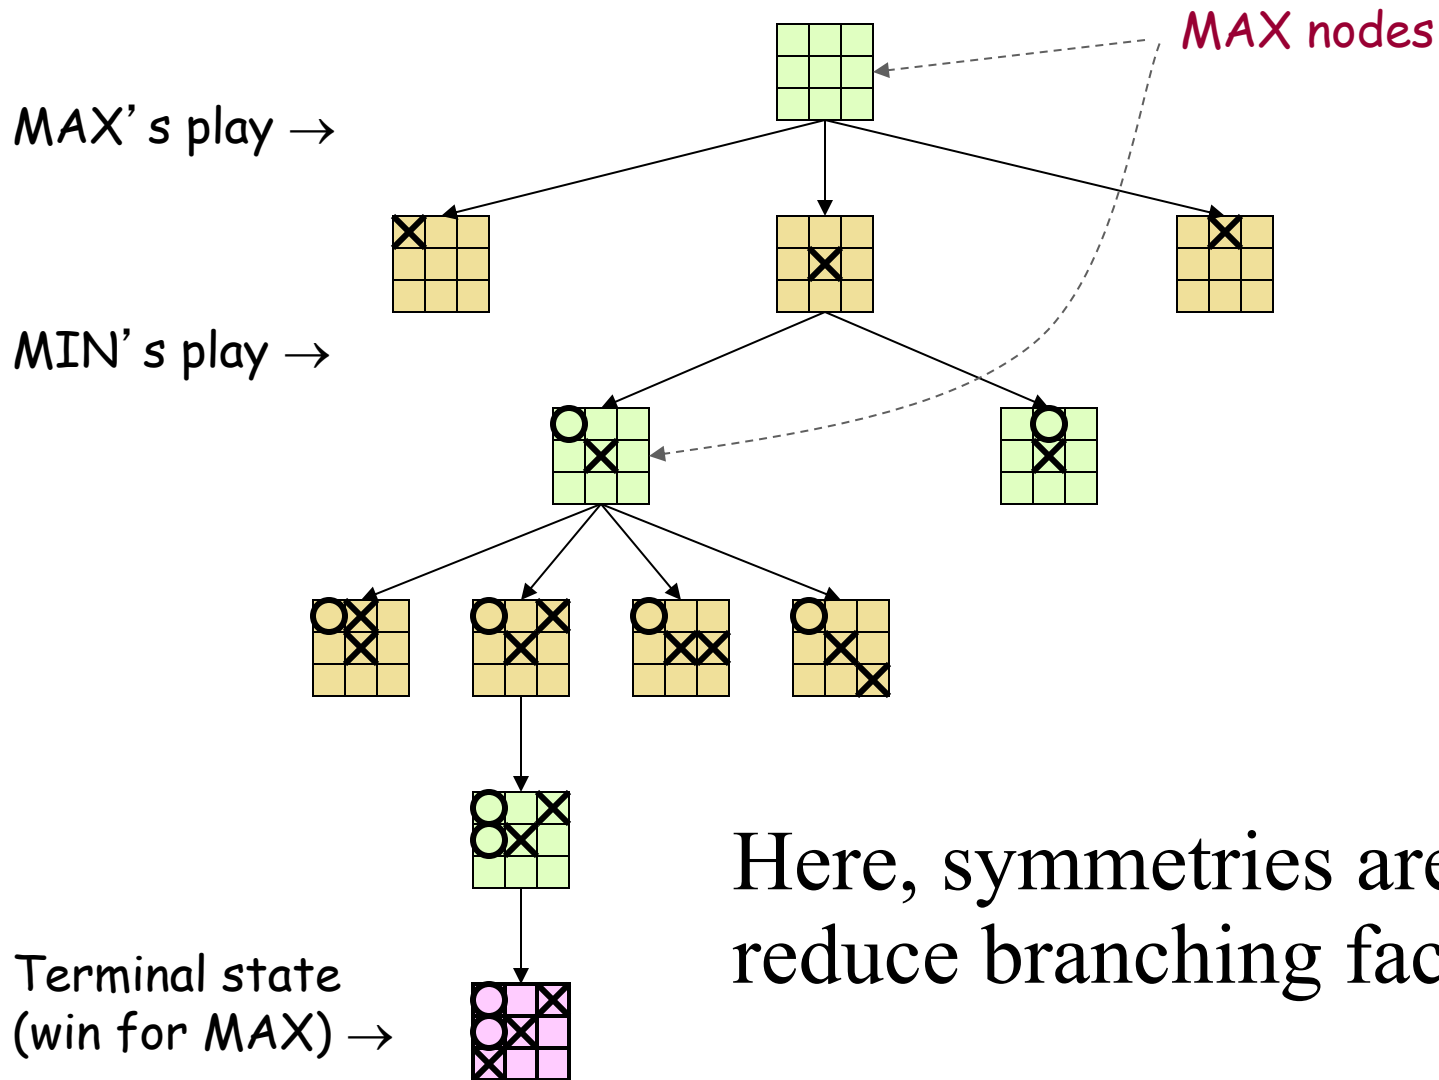 MAX nodes
MAX's play →
MIN's play →
Here, symmetries are
reduce branching fac
Terminal state
(win for MAX) →